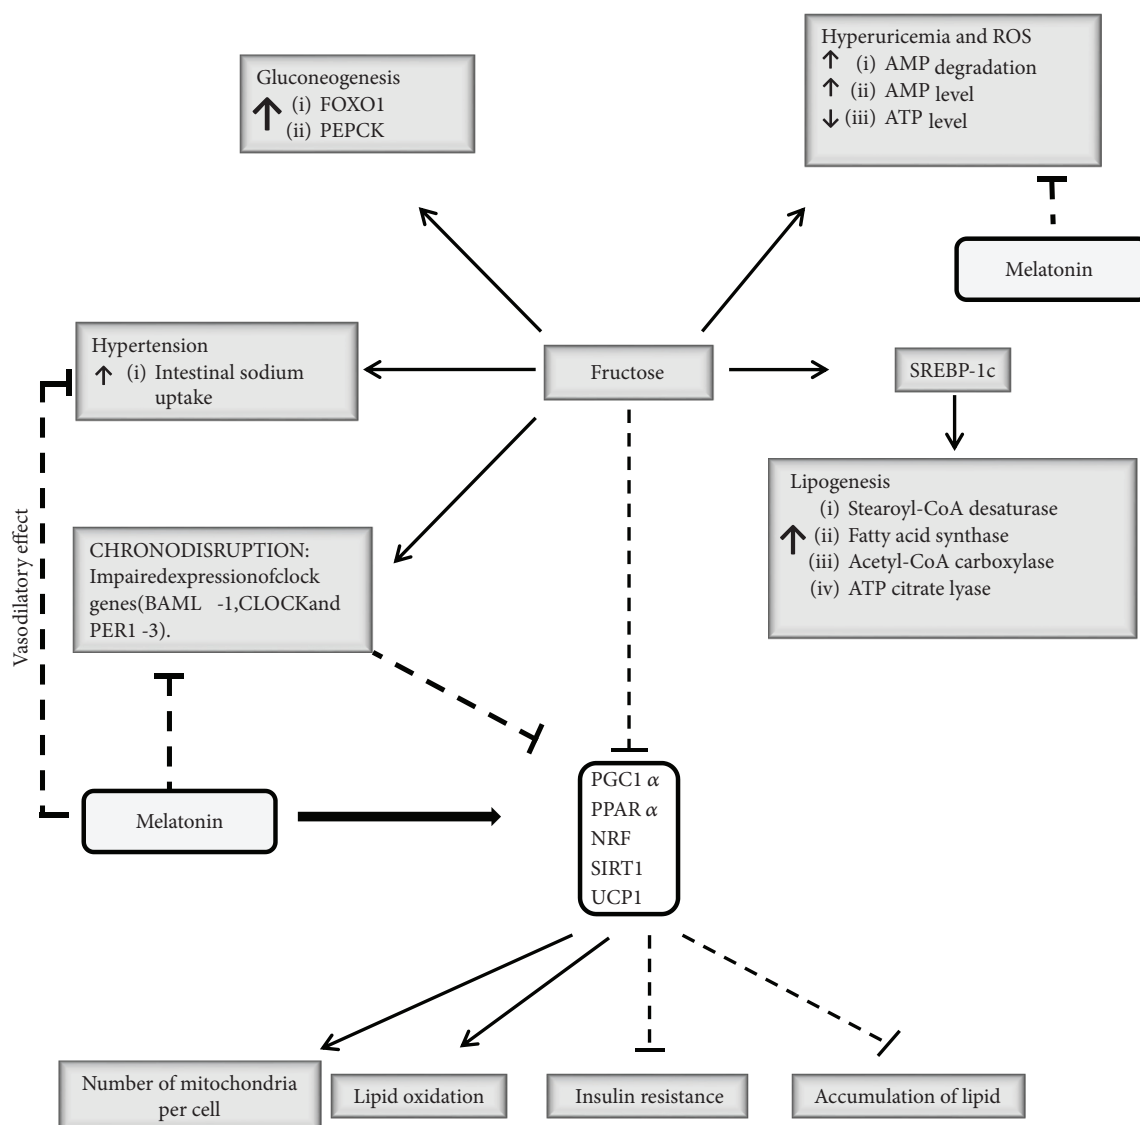 Gluconeogenesis
↑ (i) FOXO1
(ii) PEPCK
Hyperuricemia and ROS
↑ (i) AMP degradation
↑ (ii) AMP level
↓ (iii) ATP level
Melatonin
Hypertension
↑ (i) Intestinal sodium
uptake
Fructose
SREBP-1c
Lipogenesis
(i) Stearoyl-CoA desaturase
↑ (ii) Fatty acid synthase
(iii) Acetyl-CoA carboxylase
(iv) ATP citrate lyase
Vasodilatory effect
CHRONODISRUPTION:
Impairedexpressionofclock
genes(BAML -1,CLOCKand
PER1 -3).
Melatonin
PGC1 α
PPAR α
NRF
SIRT1
UCP1
Number of mitochondria
per cell
Lipid oxidation
Insulin resistance
Accumulation of lipid